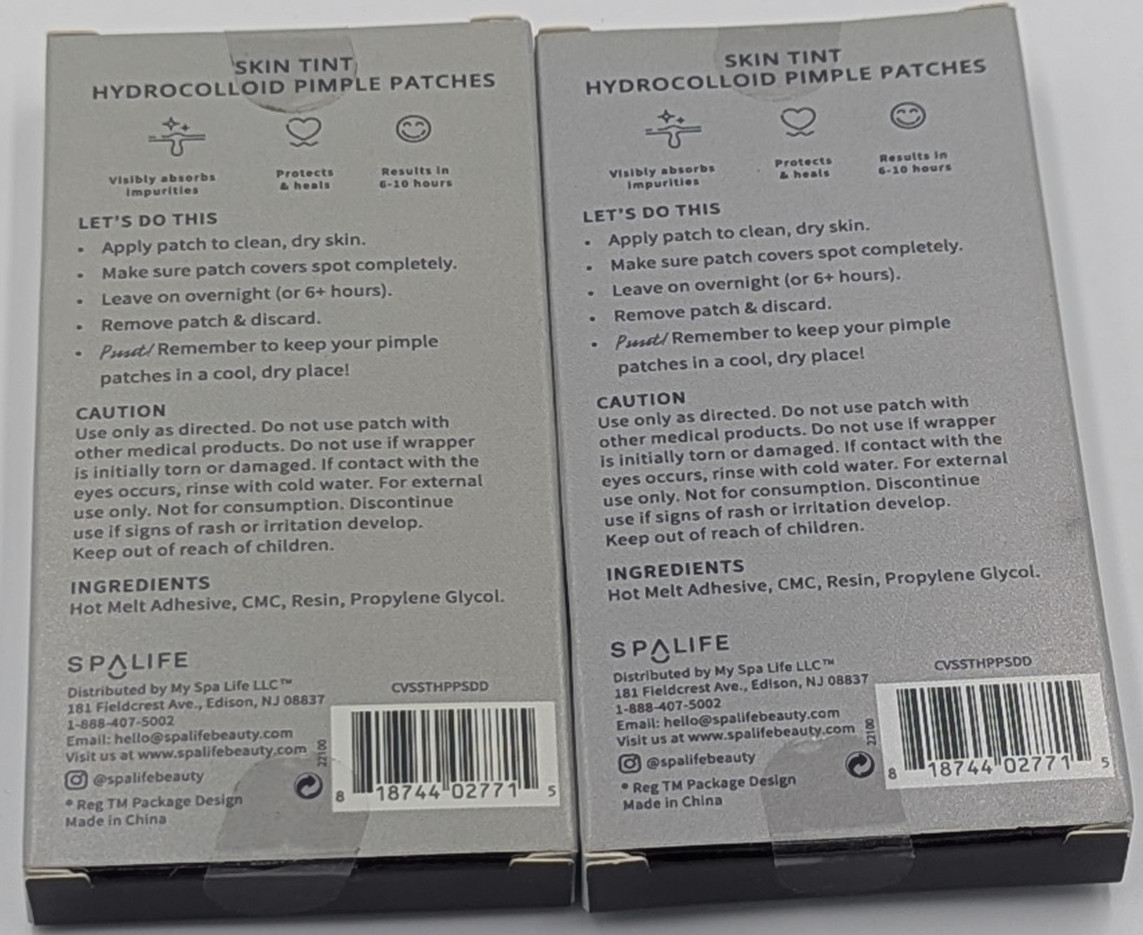 SKIN TINT
HYDROCOLLOID PIMPLE PATCHES
Visibly absorbs
impurities
Protects
& heals
Results in
6-10 hours
LET'S DO THIS
• Apply patch to clean, dry skin.
• Make sure patch covers spot completely.
• Leave on overnight (or 6+ hours).
• Remove patch & discard.
• Pssst! Remember to keep your pimple
patches in a cool, dry place!
CAUTION
Use only as directed. Do not use patch with
other medical products. Do not use if wrapper
is initially torn or damaged. If contact with the
eyes occurs, rinse with cold water. For external
use only. Not for consumption. Discontinue
use if signs of rash or irritation develop.
Keep out of reach of children.
INGREDIENTS
Hot Melt Adhesive, CMC, Resin, Propylene Glycol.
SPALIFE
Distributed by My Spa Life LLC™
181 Fieldcrest Ave., Edison, NJ 08837
1-888-407-5002
Email: hello@spalifebeauty.com
Visit us at www.spalifebeauty.com
@spalifebeauty
® Reg TM Package Design
Made in China
22100
CVSSTHPPSDD
8 18744 02771 5
SKIN TINT
HYDROCOLLOID PIMPLE PATCHES
Visibly absorbs
impurities
Protects
& heals
Results in
6-10 hours
LET'S DO THIS
• Apply patch to clean, dry skin.
• Make sure patch covers spot completely.
• Leave on overnight (or 6+ hours).
• Remove patch & discard.
• Pssst! Remember to keep your pimple
patches in a cool, dry place!
CAUTION
Use only as directed. Do not use patch with
other medical products. Do not use if wrapper
is initially torn or damaged. If contact with the
eyes occurs, rinse with cold water. For external
use only. Not for consumption. Discontinue
use if signs of rash or irritation develop.
Keep out of reach of children.
INGREDIENTS
Hot Melt Adhesive, CMC, Resin, Propylene Glycol.
SPALIFE
Distributed by My Spa Life LLC™
181 Fieldcrest Ave., Edison, NJ 08837
1-888-407-5002
Email: hello@spalifebeauty.com
Visit us at www.spalifebeauty.com
@spalifebeauty
® Reg TM Package Design
Made in China
22100
CVSSTHPPSDD
8 18744 02771 5